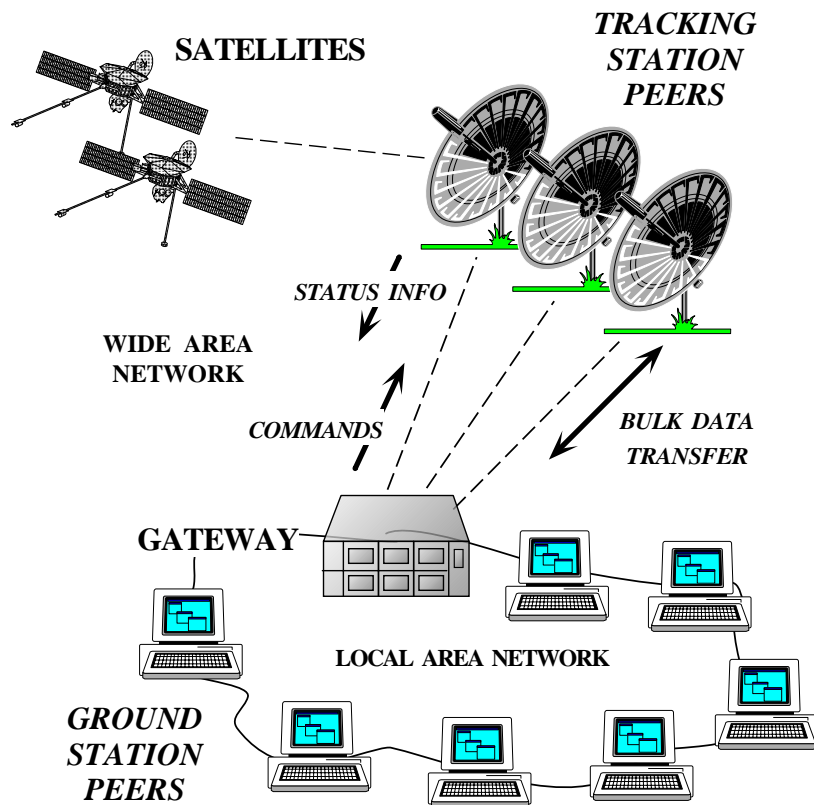 SATELLITES
TRACKING
STATION
PEERS
STATUS INFO
WIDE AREA
NETWORK
COMMANDS
BULK DATA
TRANSFER
GATEWAY
LOCAL AREA NETWORK
GROUND
STATION
PEERS